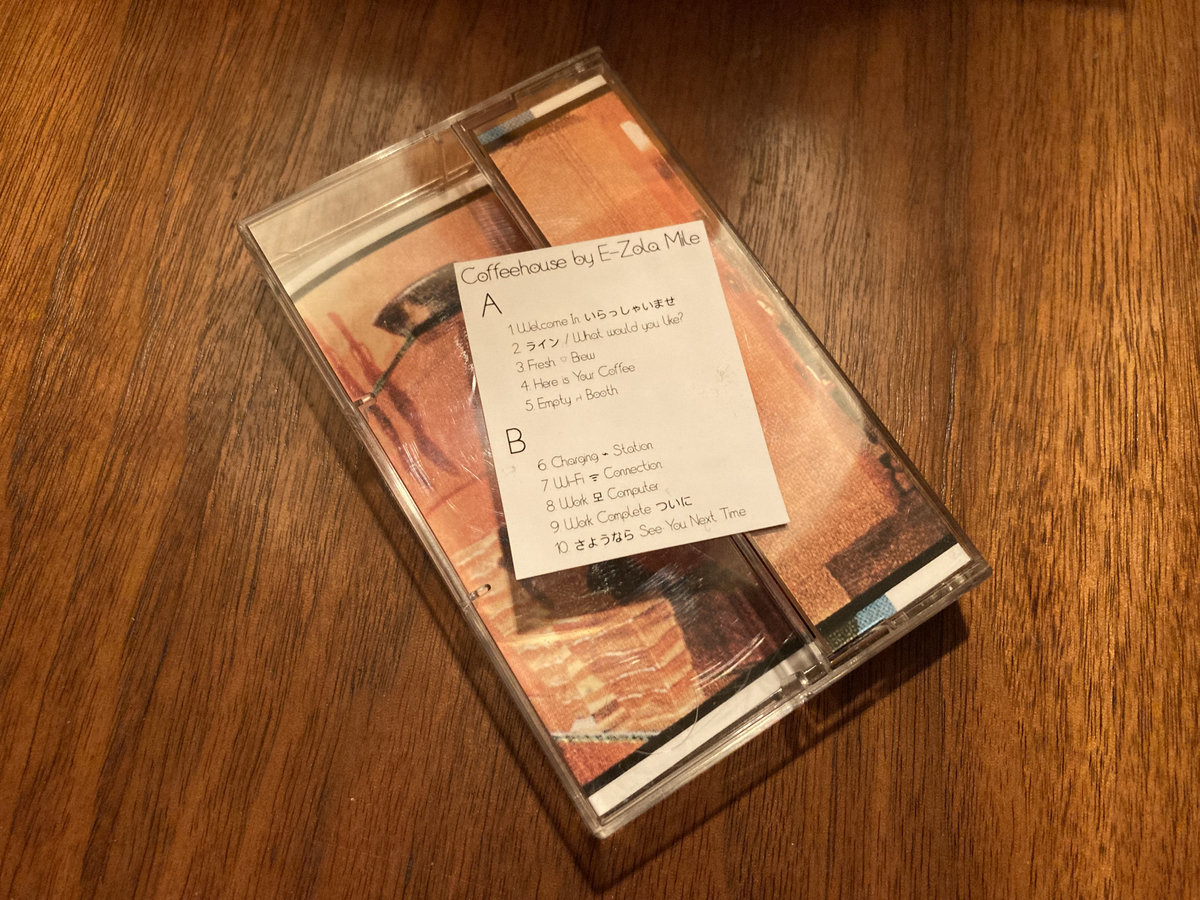 Coffeehouse by E-Zola Mile
A
1. Welcome In いらっしゃいませ
2. ライン / What would you like?
3. Fresh ♡ Brew
4. Here is Your Coffee
5. Empty ⑁ Booth
B
6. Charging Station
7. Wi-Fi Connection
8. Work Computer
9. Work Complete ついに
10. さようなら See You Next Time